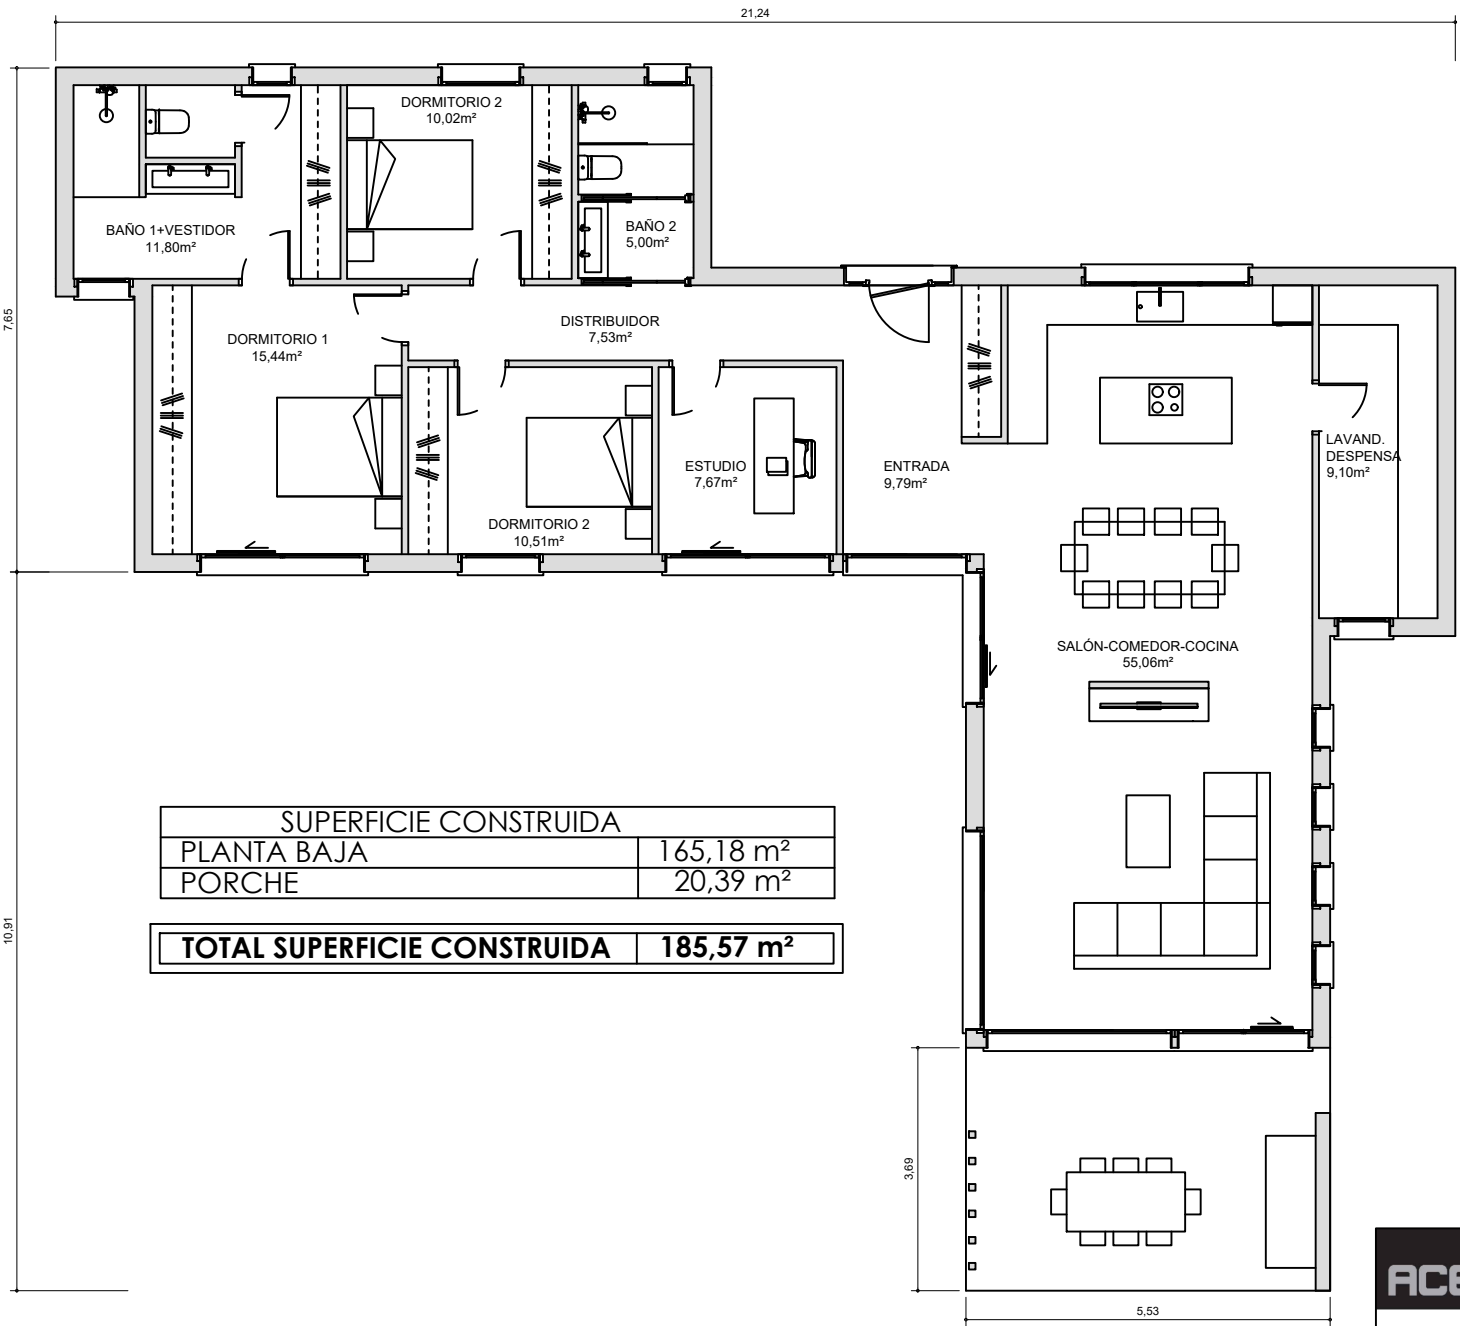 21,24
DORMITORIO 2
10,02m²
BAÑO 1+VESTIDOR
11,80m²
BAÑO 2
5,00m²
7,65
DORMITORIO 1
15,44m²
DISTRIBUIDOR
7,53m²
ESTUDIO
7,67m²
ENTRADA
9,79m²
LAVAND.
DESPENSA
9,10m²
DORMITORIO 2
10,51m²
SALÓN-COMEDOR-COCINA
55,06m²
SUPERFICIE CONSTRUIDA
PLANTA BAJA 165,18 m²
PORCHE 20,39 m²
TOTAL SUPERFICIE CONSTRUIDA 185,57 m²
10,91
3,69
5,53